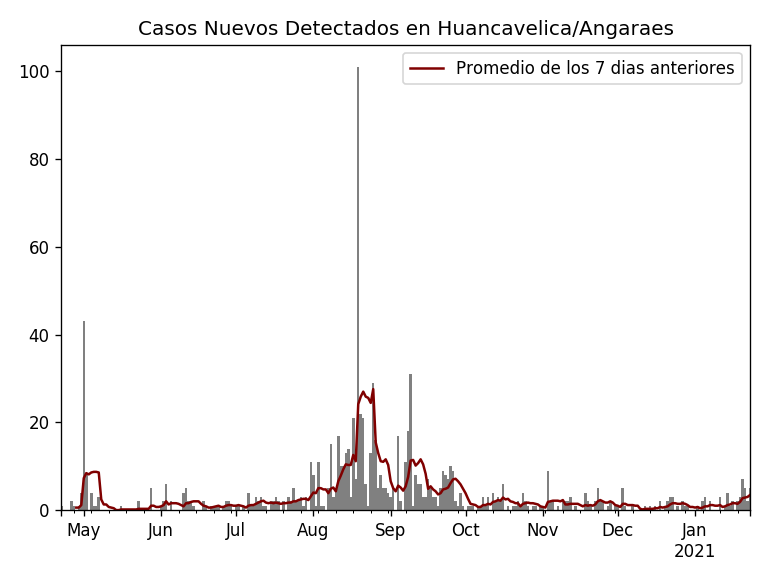 Casos Nuevos Detectados en Huancavelica/Angaraes
Promedio de los 7 dias anteriores
100
80
60
40
20
0
May Jun Jul Aug Sep Oct Nov Dec Jan
2021